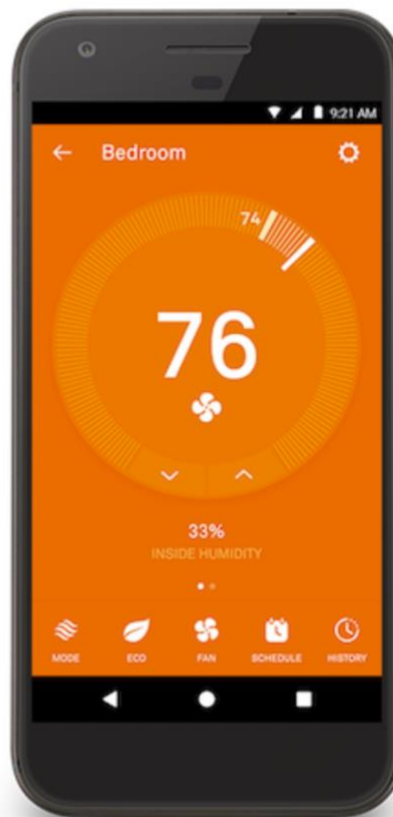 9:21 AM
Bedroom
74
76
33%
INSIDE HUMIDITY
MODE ECO FAN SCHEDULE HISTORY